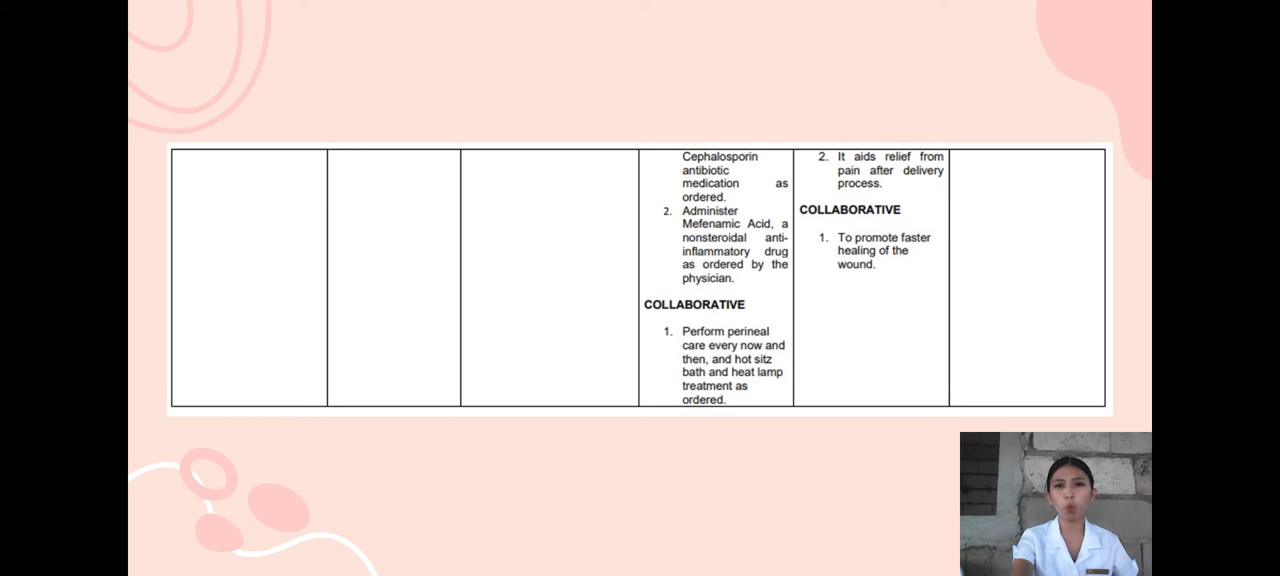 Cephalosporin
antibiotic
medication as
ordered.
2. Administer
Mefenamic Acid, a
nonsteroidal anti-
inflammatory drug
as ordered by the
physician.
COLLABORATIVE
1. Perform perineal
care every now and
then, and hot sitz
bath and heat lamp
treatment as
ordered.
2. It aids relief from
pain after delivery
process.
COLLABORATIVE
1. To promote faster
healing of the
wound.